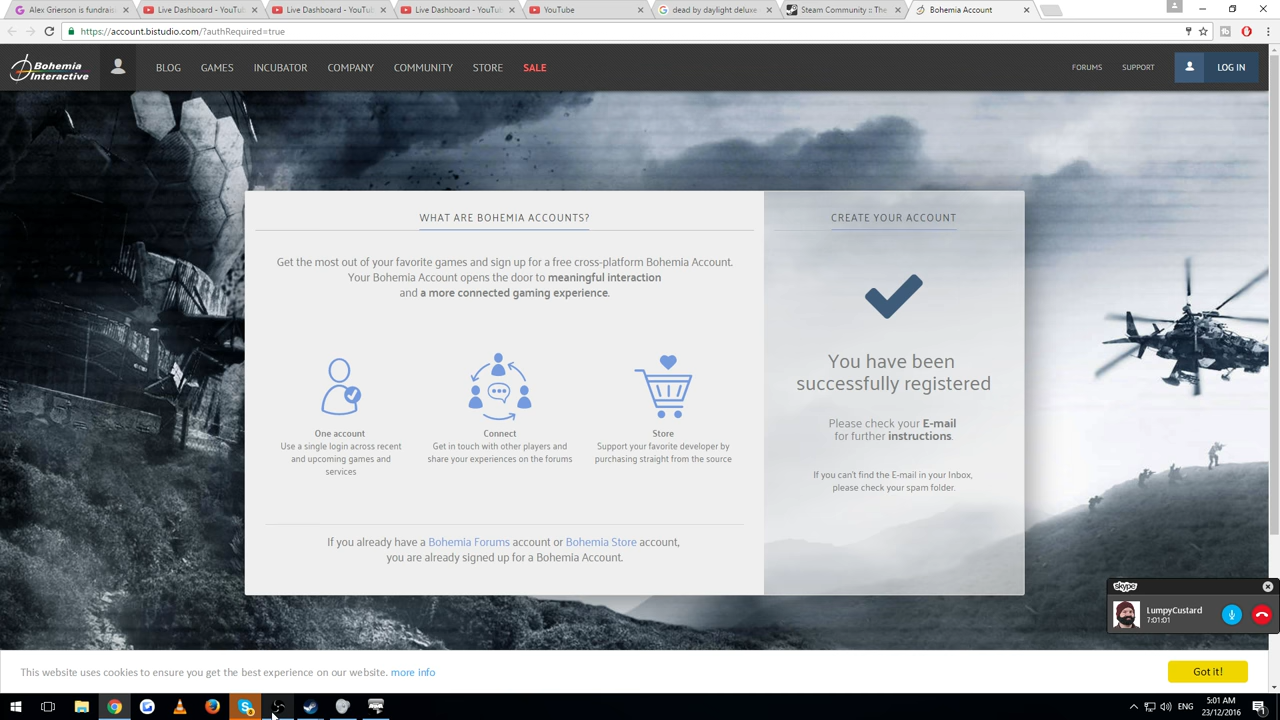 Alex Grierson is fundrais
Live Dashboard - YouTu
Live Dashboard - YouTu
Live Dashboard - YouTu
YouTube
dead by daylight deluxe
Steam Community :: The
Bohemia Account
https://account.bistudio.com/?authRequired=true
Bohemia
Interactive
BLOG GAMES INCUBATOR COMPANY COMMUNITY STORE SALE
FORUMS SUPPORT LOG IN
WHAT ARE BOHEMIA ACCOUNTS?
Get the most out of your favorite games and sign up for a free cross-platform Bohemia Account.
Your Bohemia Account opens the door to meaningful interaction
and a more connected gaming experience.
One account
Use a single login across recent
and upcoming games and
services
Connect
Get in touch with other players and
share your experiences on the forums
Store
Support your favorite developer by
purchasing straight from the source
If you already have a Bohemia Forums account or Bohemia Store account,
you are already signed up for a Bohemia Account.
CREATE YOUR ACCOUNT
You have been
successfully registered
Please check your E-mail
for further instructions.
If you can't find the E-mail in your Inbox,
please check your spam folder.
skype
LumpyCustard
7:01:01
This website uses cookies to ensure you get the best experience on our website. more info
Got it!
ENG
5:01 AM
23/12/2016
1